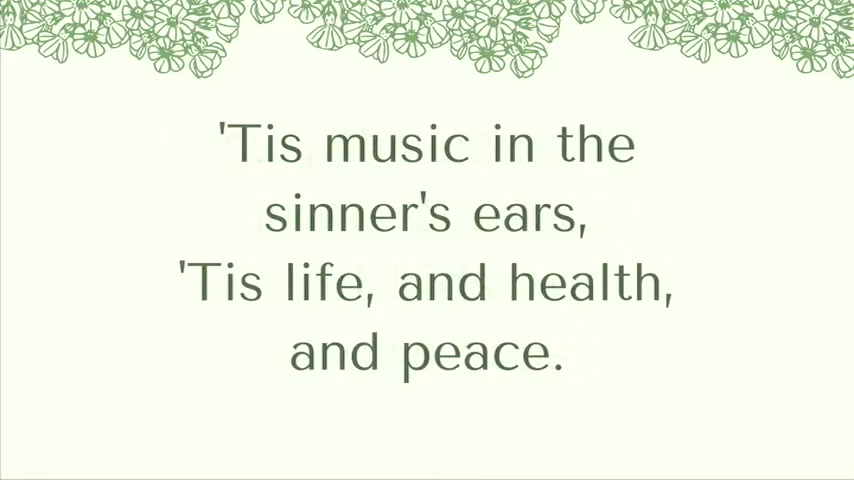 'Tis music in the
sinner's ears,
'Tis life, and health,
and peace.